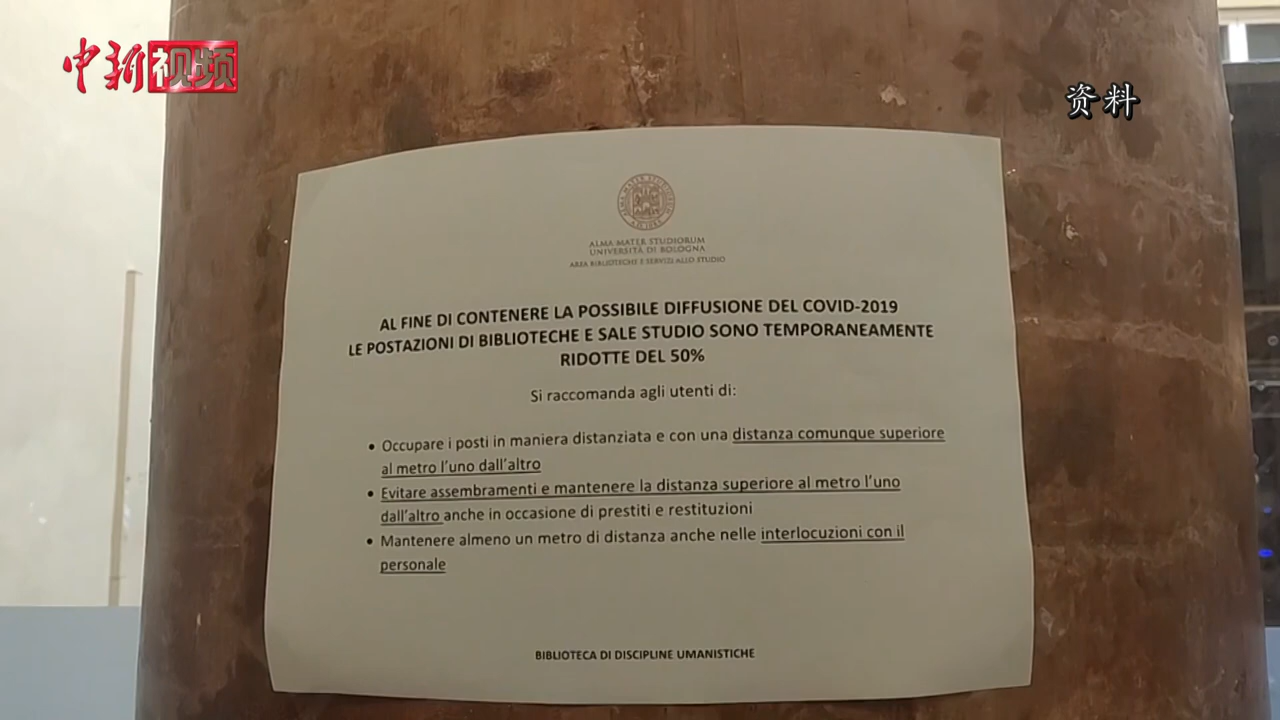 中新视频
资料
ALMA MATER STUDIORUM
UNIVERSITÀ DI BOLOGNA
AREA BIBLIOTECHE E SERVIZI ALLO STUDIO
AL FINE DI CONTENERE LA POSSIBILE DIFFUSIONE DEL COVID-2019
LE POSTAZIONI DI BIBLIOTECHE E SALE STUDIO SONO TEMPORANEAMENTE
RIDOTTE DEL 50%
Si raccomanda agli utenti di:
• Occupare i posti in maniera distanziata e con una distanza comunque superiore
al metro l'uno dall'altro
• Evitare assembramenti e mantenere la distanza superiore al metro l'uno
dall'altro anche in occasione di prestiti e restituzioni
• Mantenere almeno un metro di distanza anche nelle interlocuzioni con il
personale
BIBLIOTECA DI DISCIPLINE UMANISTICHE